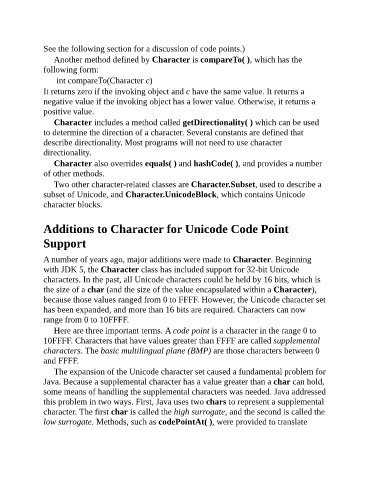 See the following section for a discussion of code points.)
Another method defined by Character is compareTo( ), which has the
following form:
int compareTo(Character c)
It returns zero if the invoking object and c have the same value. It returns a
negative value if the invoking object has a lower value. Otherwise, it returns a
positive value.
Character includes a method called getDirectionality( ) which can be used
to determine the direction of a character. Several constants are defined that
describe directionality. Most programs will not need to use character
directionality.
Character also overrides equals( ) and hashCode( ), and provides a number
of other methods.
Two other character-related classes are Character.Subset, used to describe a
subset of Unicode, and Character.UnicodeBlock, which contains Unicode
character blocks.
Additions to Character for Unicode Code Point
Support
A number of years ago, major additions were made to Character. Beginning
with JDK 5, the Character class has included support for 32-bit Unicode
characters. In the past, all Unicode characters could be held by 16 bits, which is
the size of a char (and the size of the value encapsulated within a Character),
because those values ranged from 0 to FFFF. However, the Unicode character set
has been expanded, and more than 16 bits are required. Characters can now
range from 0 to 10FFFF.
Here are three important terms. A code point is a character in the range 0 to
10FFFF. Characters that have values greater than FFFF are called supplemental
characters. The basic multilingual plane (BMP) are those characters between 0
and FFFF.
The expansion of the Unicode character set caused a fundamental problem for
Java. Because a supplemental character has a value greater than a char can hold,
some means of handling the supplemental characters was needed. Java addressed
this problem in two ways. First, Java uses two chars to represent a supplemental
character. The first char is called the high surrogate, and the second is called the
low surrogate. Methods, such as codePointAt( ), were provided to translate